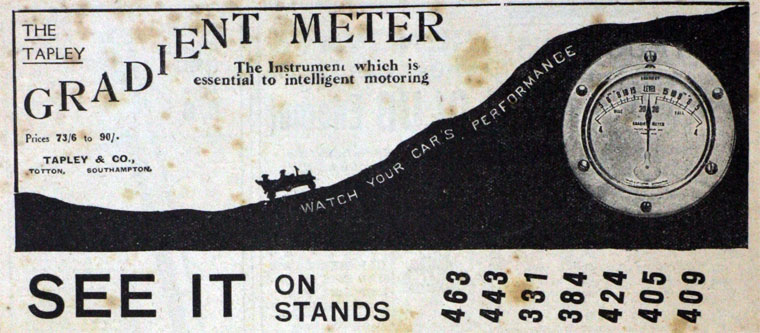 THE
TAPLEY
GRADIENT METER
The Instrument which is
essential to intelligent motoring
Prices 73/6 to 90/-
TAPLEY & CO.,
TOTTON, SOUTHAMPTON.
WATCH YOUR CAR'S PERFORMANCE
GRADIENT METER
SEE IT ON
STANDS
463
443
331
384
424
405
409